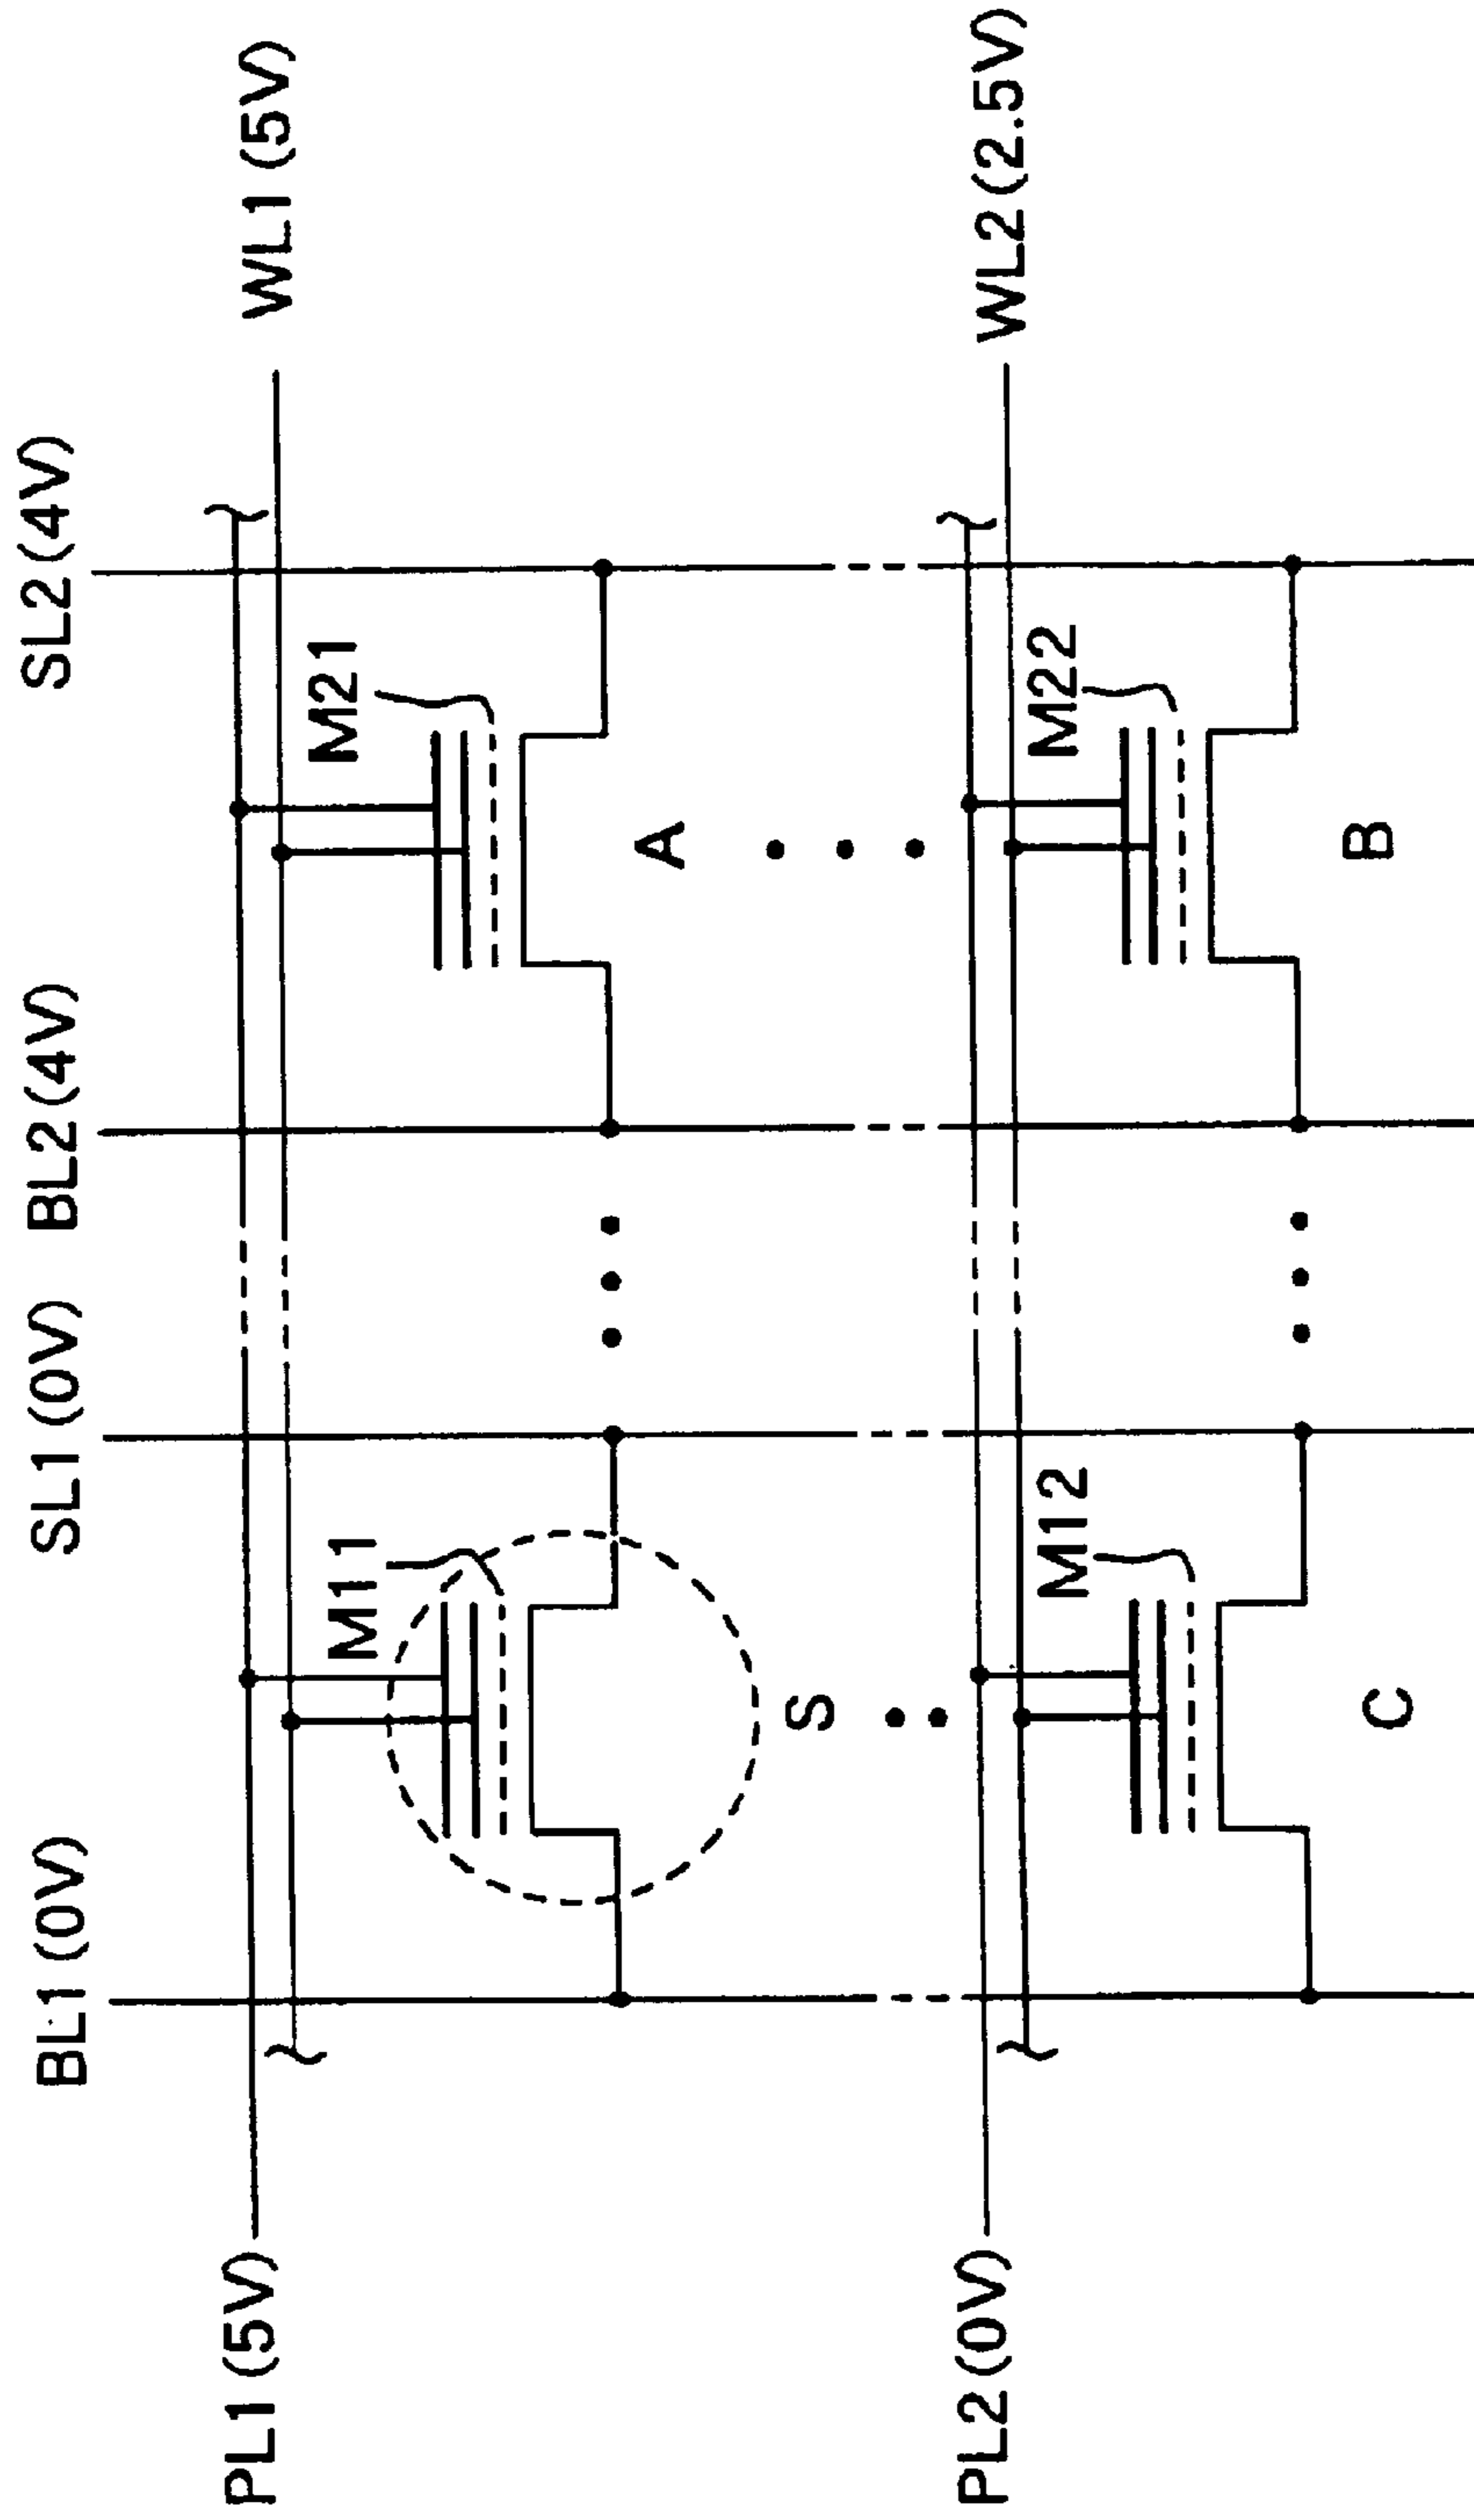 BL1(0V) SL1(0V) BL2(4V) SL2(4V)
PL1(5V)
WL1(5V)
M11
M21
S
A
PL2(0V)
WL2(2.5V)
M12
M22
C
B